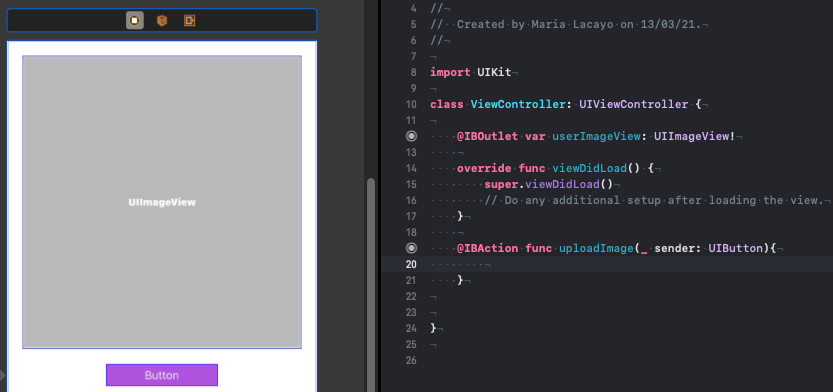 UIImageView
Button
4 //
5 // Created by Maria Lacayo on 13/03/21.
6 //
7
8 import UIKit
9
10 class ViewController: UIViewController {
11
@IBOutlet var userImageView: UIImageView!
13
14 override func viewDidLoad() {
15 super.viewDidLoad()
16 // Do any additional setup after loading the view.
17 }
18
@IBAction func uploadImage(_ sender: UIButton){
20
21 }
22
23
24 }
25
26